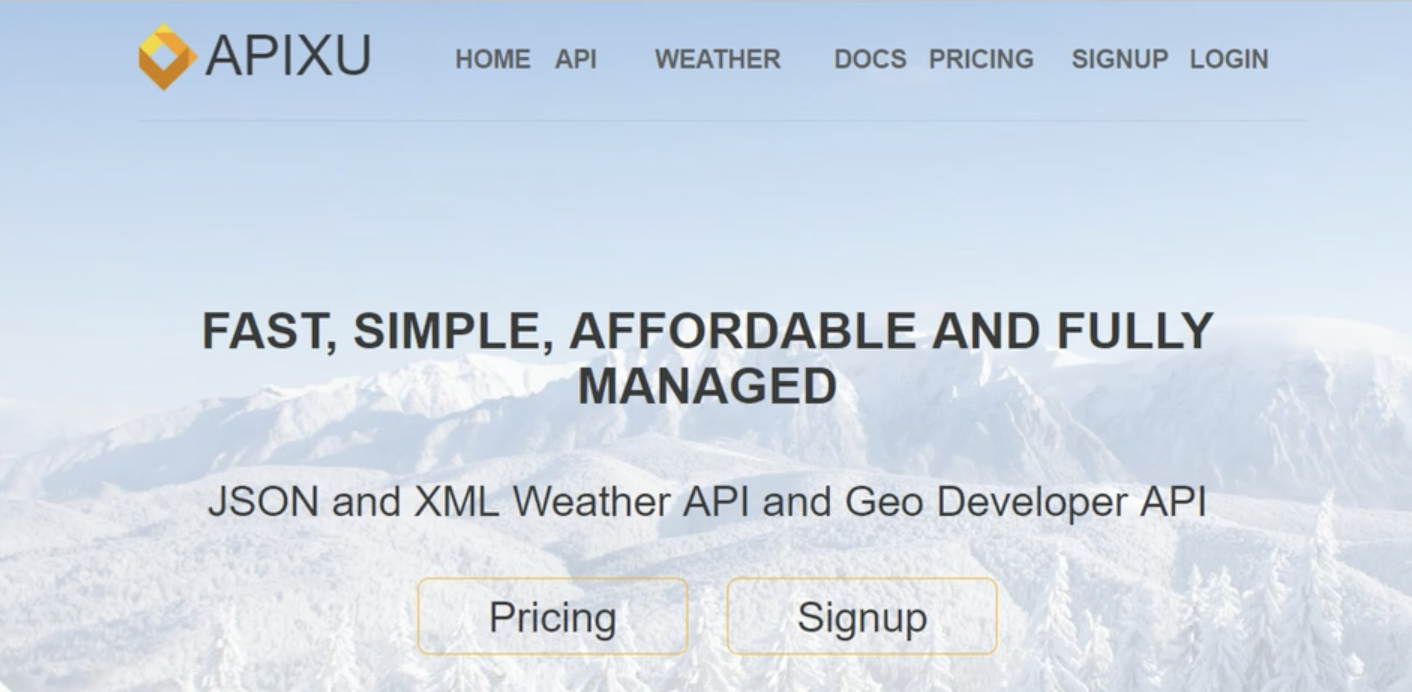 APIXU
HOME API WEATHER DOCS PRICING SIGNUP LOGIN
FAST, SIMPLE, AFFORDABLE AND FULLY
MANAGED
JSON and XML Weather API and Geo Developer API
Pricing Signup